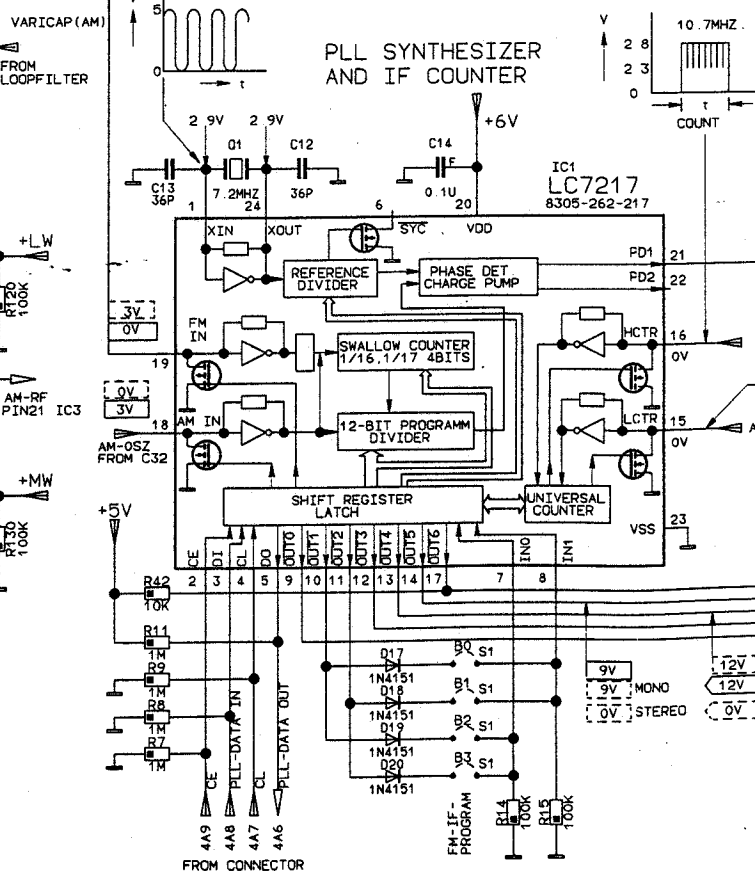 VARICAP(AM)
5
0
t
FROM
LOOPFILTER
PLL SYNTHESIZER
AND IF COUNTER
V
2 8
2 3
0
10.7MHZ
t
COUNT
+6V
2 9V
2 9V
C13
36P
Q1
7.2MHZ
C12
36P
C14
F
0.1U
IC1
LC7217
8305-262-217
1
24
6
20
XIN
XOUT
SYC
VDD
REFERENCE
DIVIDER
PHASE DET
CHARGE PUMP
PD1
21
PD2
22
+LW
R120
100K
3V
0V
FM
IN
19
SWALLOW COUNTER
1/16,1/17 4BITS
HCTR
16
0V
AM-RF
PIN21 IC3
0V
3V
18
AM IN
AM-OSZ
FROM C32
12-BIT PROGRAMM
DIVIDER
LCTR
15
0V
A
+MW
R130
100K
+5V
SHIFT REGISTER
LATCH
UNIVERSAL
COUNTER
VSS
23
CE
DI
CL
DO
OUT0
OUT1
OUT2
OUT3
OUT4
OUT5
OUT6
IN0
IN1
2
3
4
5
9
10
11
12
13
14
17
7
8
R42
10K
R11
1M
R9
1M
R8
1M
R7
1M
D17
1N4151
B0
S1
D18
1N4151
B1
S1
D19
1N4151
B2
S1
D20
1N4151
B3
S1
9V
9V
MONO
0V
STEREO
12V
12V
0V
CE
PLL-DATA IN
CL
PLL-DATA OUT
4A9
4A8
4A7
4A6
FROM CONNECTOR
FM-IF-
PROGRAM
R14
100K
R15
100K